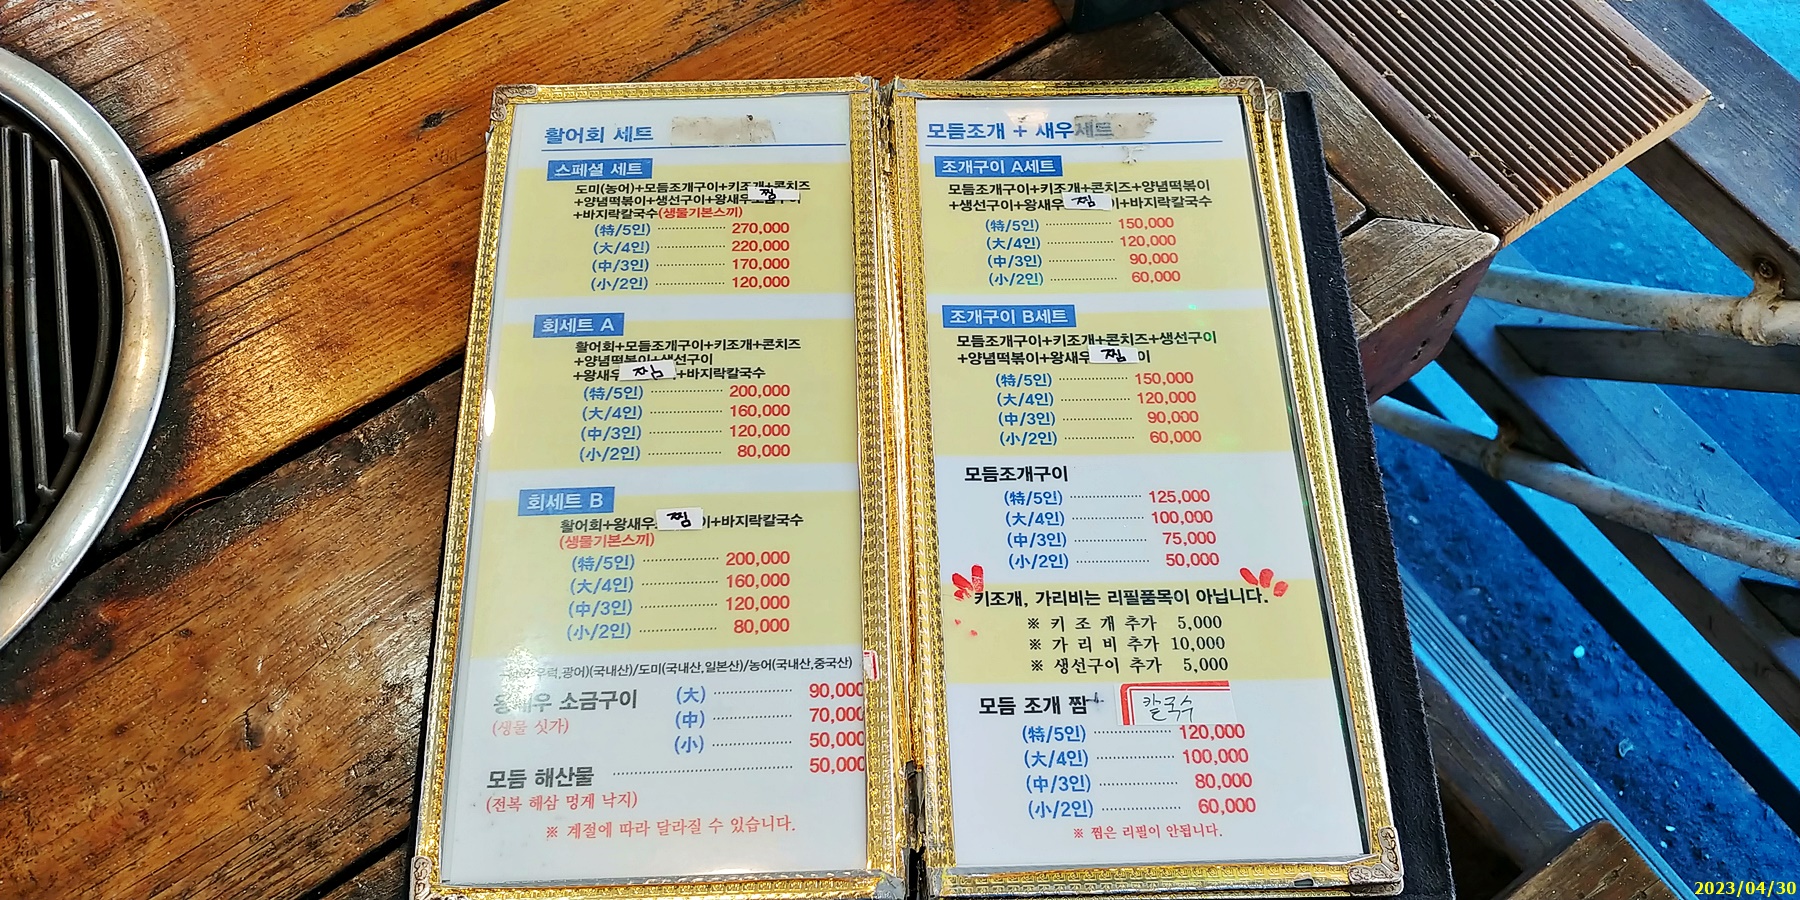 활어회 세트
스페셜 세트
도미(농어)+모듬조개구이+키조개+콘치즈
+양념떡볶이+생선구이+왕새우 찜
+바지락칼국수(생물기본스끼)
(特/5인) 270,000
(大/4인) 220,000
(中/3인) 170,000
(小/2인) 120,000
회세트 A
활어회+모듬조개구이+키조개+콘치즈
+양념떡볶이+생선구이
+왕새우 찜 +바지락칼국수
(特/5인) 200,000
(大/4인) 160,000
(中/3인) 120,000
(小/2인) 80,000
회세트 B
활어회+왕새우 찜 이+바지락칼국수
(생물기본스끼)
(特/5인) 200,000
(大/4인) 160,000
(中/3인) 120,000
(小/2인) 80,000
우럭,광어)(국내산)/도미(국내산,일본산)/농어(국내산,중국산)
왕새우 소금구이 (大) 90,000
(생물 싯가) (中) 70,000
(小) 50,000
모듬 해산물 50,000
(전복 해삼 멍게 낙지)
※ 계절에 따라 달라질 수 있습니다.
모듬조개 + 새우세트
조개구이 A세트
모듬조개구이+키조개+콘치즈+양념떡볶이
+생선구이+왕새우 찜 이+바지락칼국수
(特/5인) 150,000
(大/4인) 120,000
(中/3인) 90,000
(小/2인) 60,000
조개구이 B세트
모듬조개구이+키조개+콘치즈+생선구이
+양념떡볶이+왕새우 찜 이
(特/5인) 150,000
(大/4인) 120,000
(中/3인) 90,000
(小/2인) 60,000
모듬조개구이
(特/5인) 125,000
(大/4인) 100,000
(中/3인) 75,000
(小/2인) 50,000
키조개, 가리비는 리필품목이 아닙니다.
※ 키 조 개 추가 5,000
※ 가 리 비 추가 10,000
※ 생선구이 추가 5,000
모듬 조개 찜+ 칼국수
(特/5인) 120,000
(大/4인) 100,000
(中/3인) 80,000
(小/2인) 60,000
※ 찜은 리필이 안됩니다.
2023/04/30